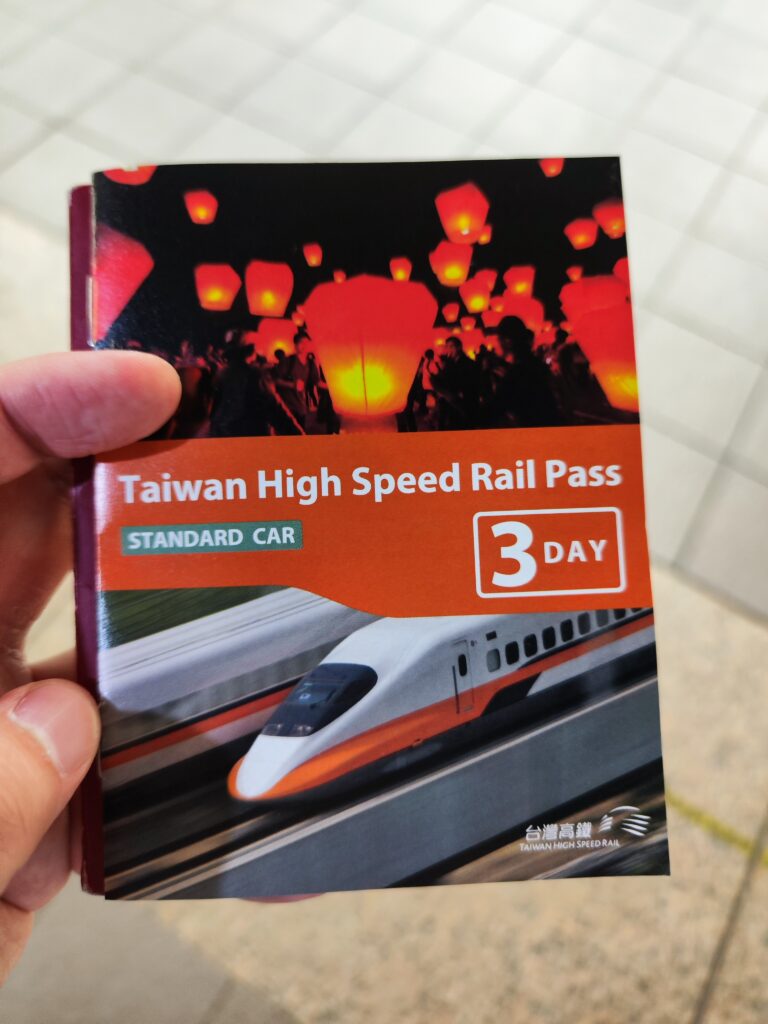 Taiwan High Speed Rail Pass
STANDARD CAR
3 DAY
台灣高鐵
TAIWAN HIGH SPEED RAIL